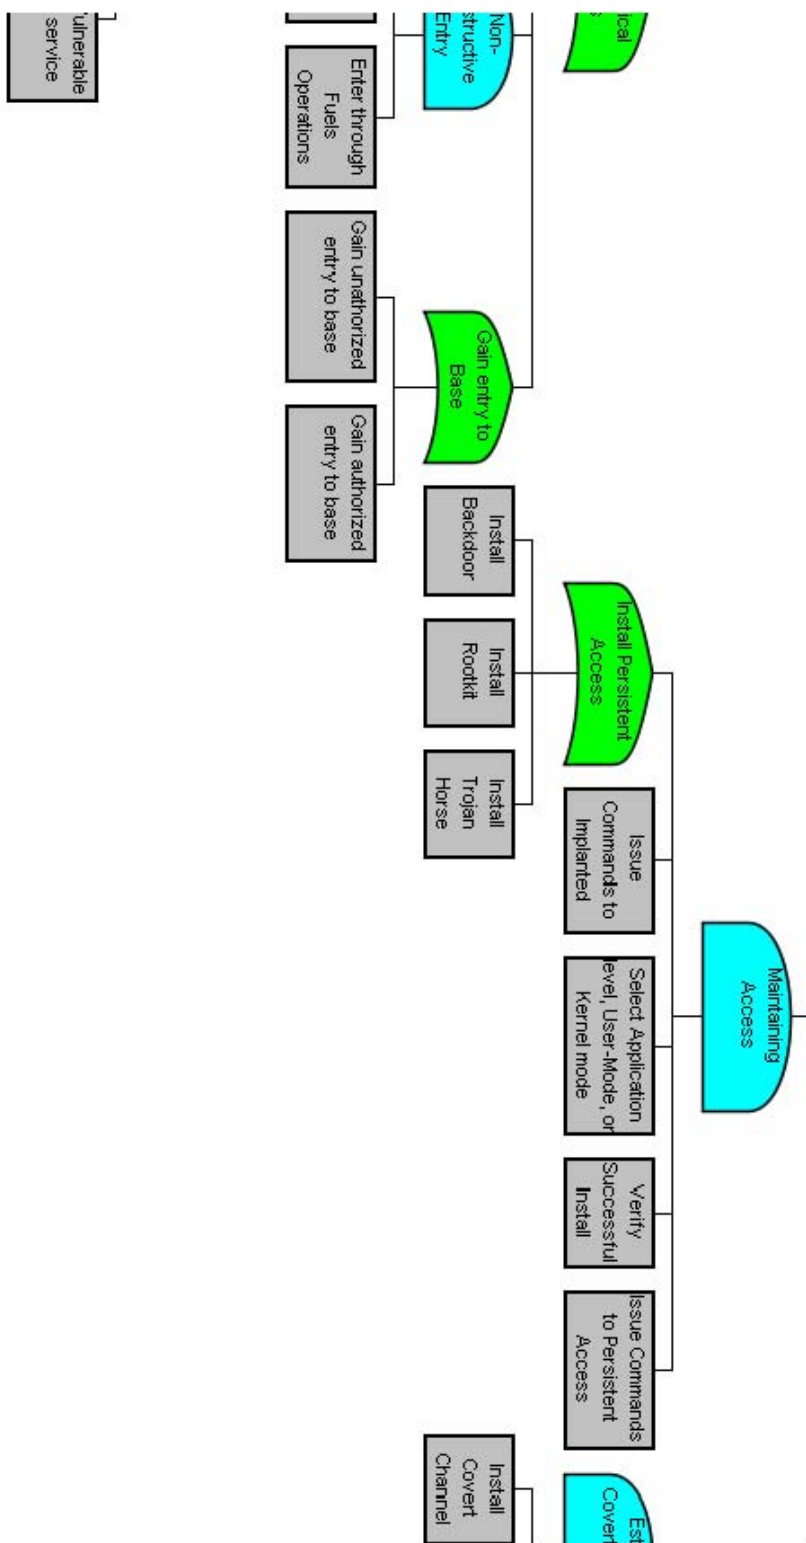 Maintaining
Access
ical
s
Install Persistent
Access
Issue
Commands to
Implanted
Select Application
level, User-Mode, or
Kernel mode
Verify
Successful
Install
Issue Commands
to Persistent
Access
Est
Covert
Non-
structive
Entry
Gain entry to
Base
Install
Backdoor
Install
Rootkit
Install
Trojan
Horse
Install
Covert
Channel
Enter through
Fuels
Operations
Gain unathorized
entry to base
Gain authorized
entry to base
ulnerable
service